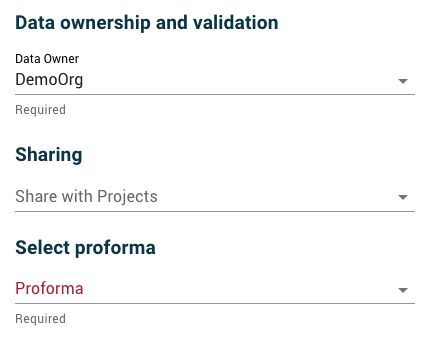 Data ownership and validation
Data Owner
DemoOrg
Required
Sharing
Share with Projects
Select proforma
Proforma
Required